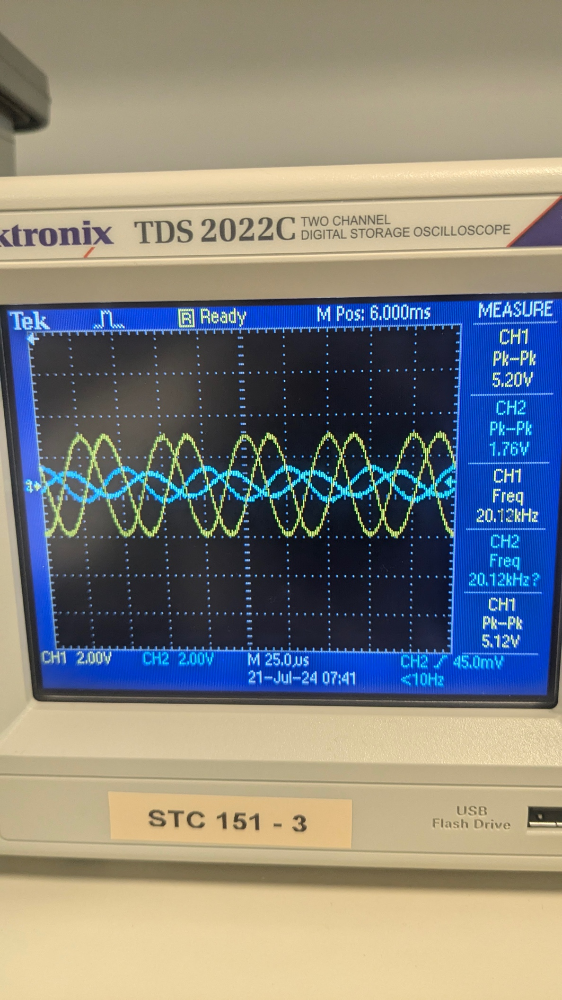 ktronix TDS 2022C TWO CHANNEL
DIGITAL STORAGE OSCILLOSCOPE
Tek R Ready M Pos: 6.000ms MEASURE
CH1
Pk-Pk
5.20V
CH2
Pk-Pk
1.76V
CH1
Freq
20.12kHz
CH2
Freq
20.12kHz?
CH1
Pk-Pk
5.12V
CH1 2.00V CH2 2.00V M 25.0µs CH2 / 45.0mV
21-Jul-24 07:41 <10Hz
STC 151 - 3
USB
Flash Drive